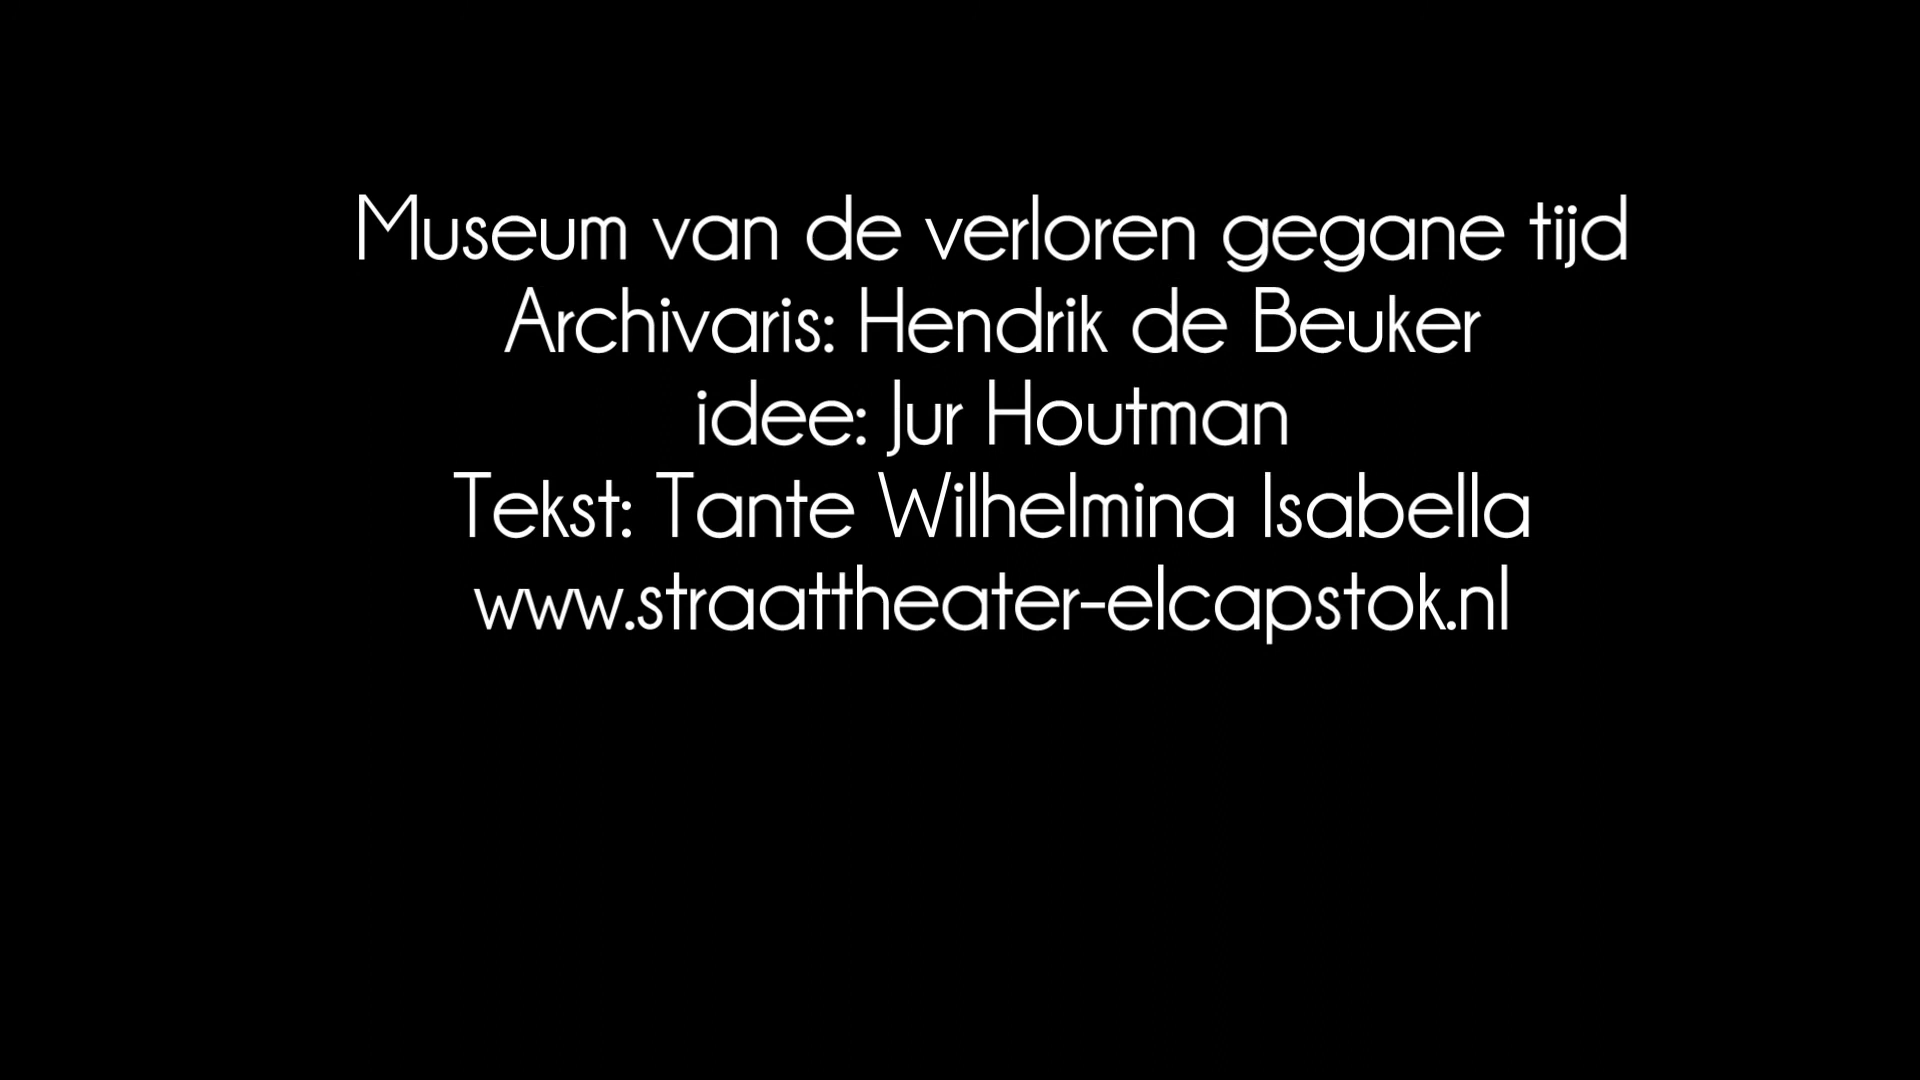 Museum van de verloren gegane tijd
Archivaris: Hendrik de Beuker
idee: Jur Houtman
Tekst: Tante Wilhelmina Isabella
www.straattheater-elcapstok.nl